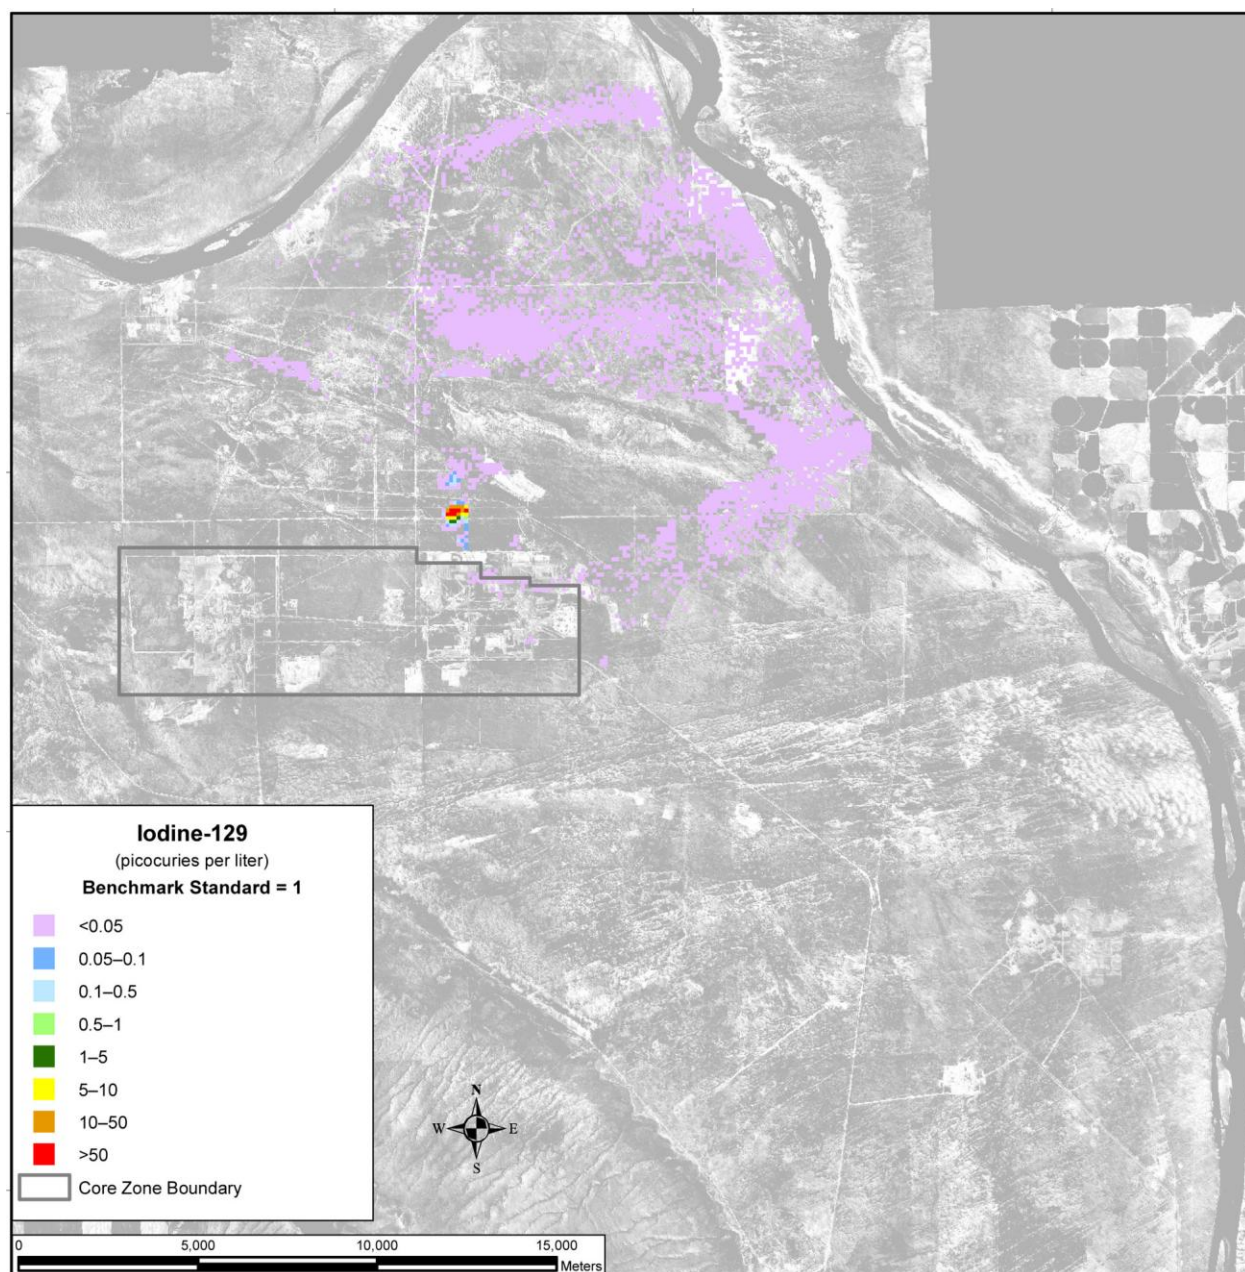 Iodine-129
(picocuries per liter)
Benchmark Standard = 1
<0.05
0.05–0.1
0.1–0.5
0.5–1
1–5
5–10
10–50
>50
Core Zone Boundary
N
W E
S
0 5,000 10,000 15,000
Meters